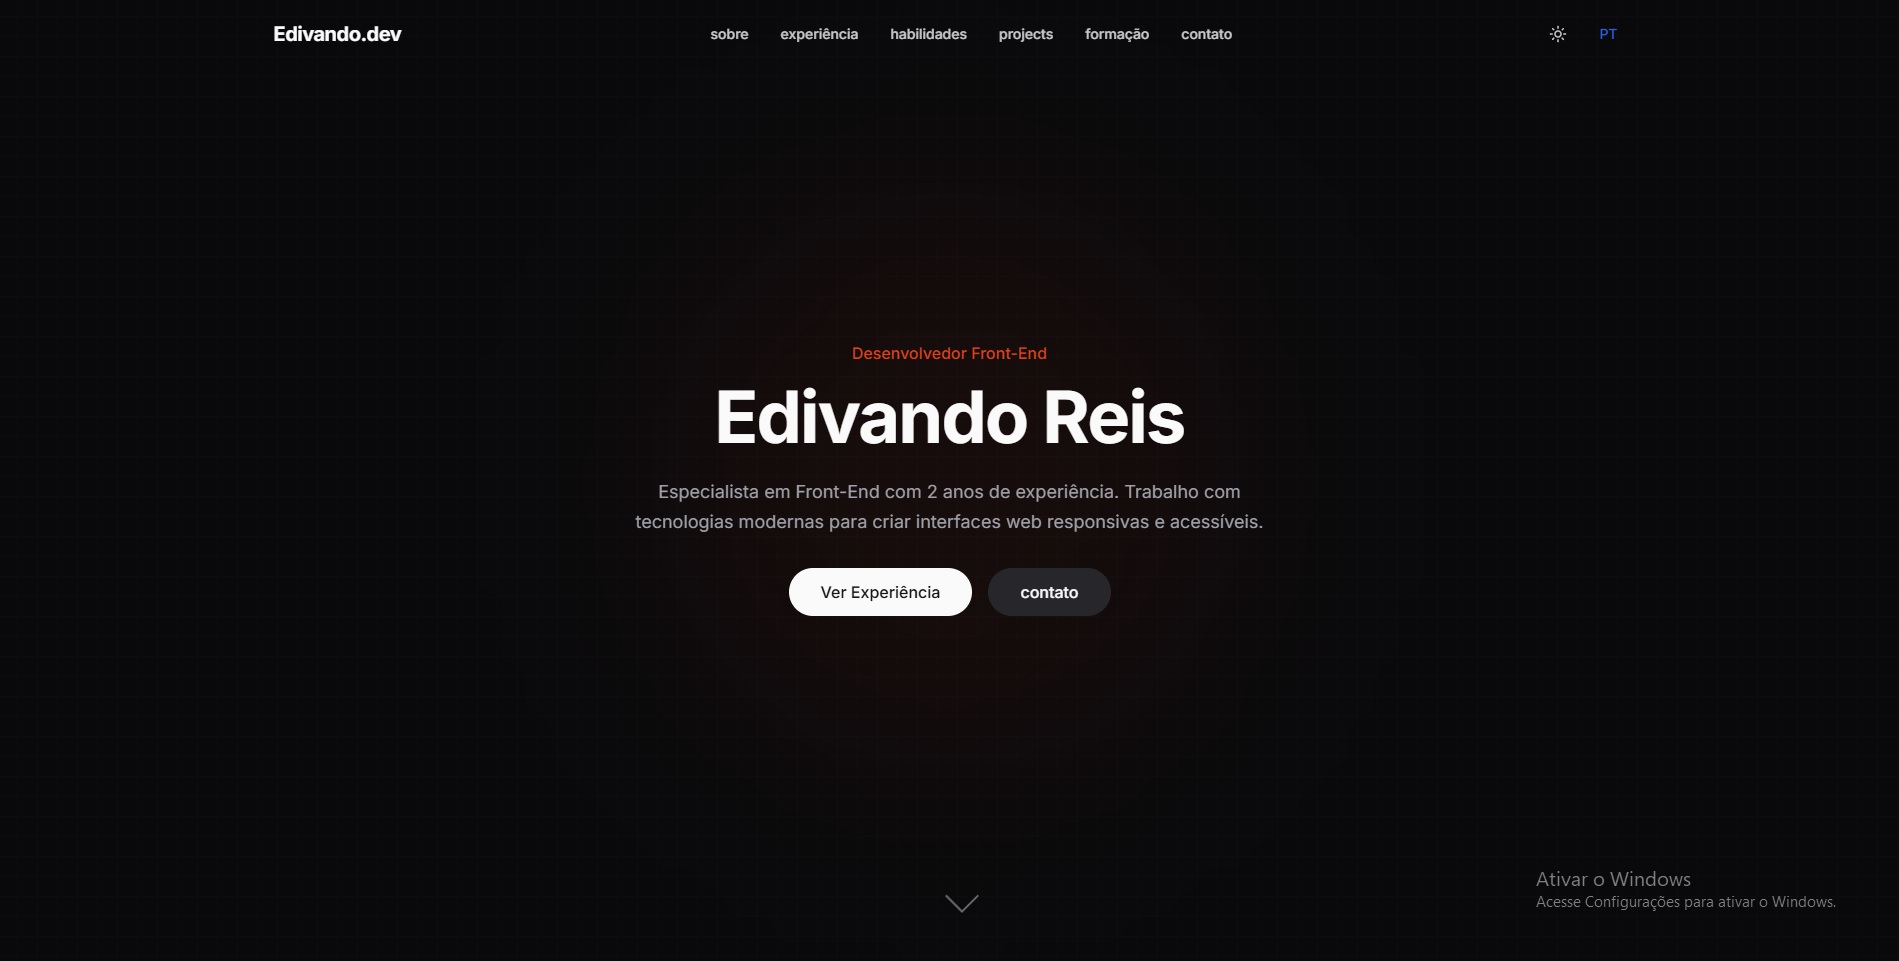 Edivando.dev
sobre experiência habilidades projects formação contato
PT
Desenvolvedor Front-End
Edivando Reis
Especialista em Front-End com 2 anos de experiência. Trabalho com
tecnologias modernas para criar interfaces web responsivas e acessíveis.
Ver Experiência
contato
Ativar o Windows
Acesse Configurações para ativar o Windows.